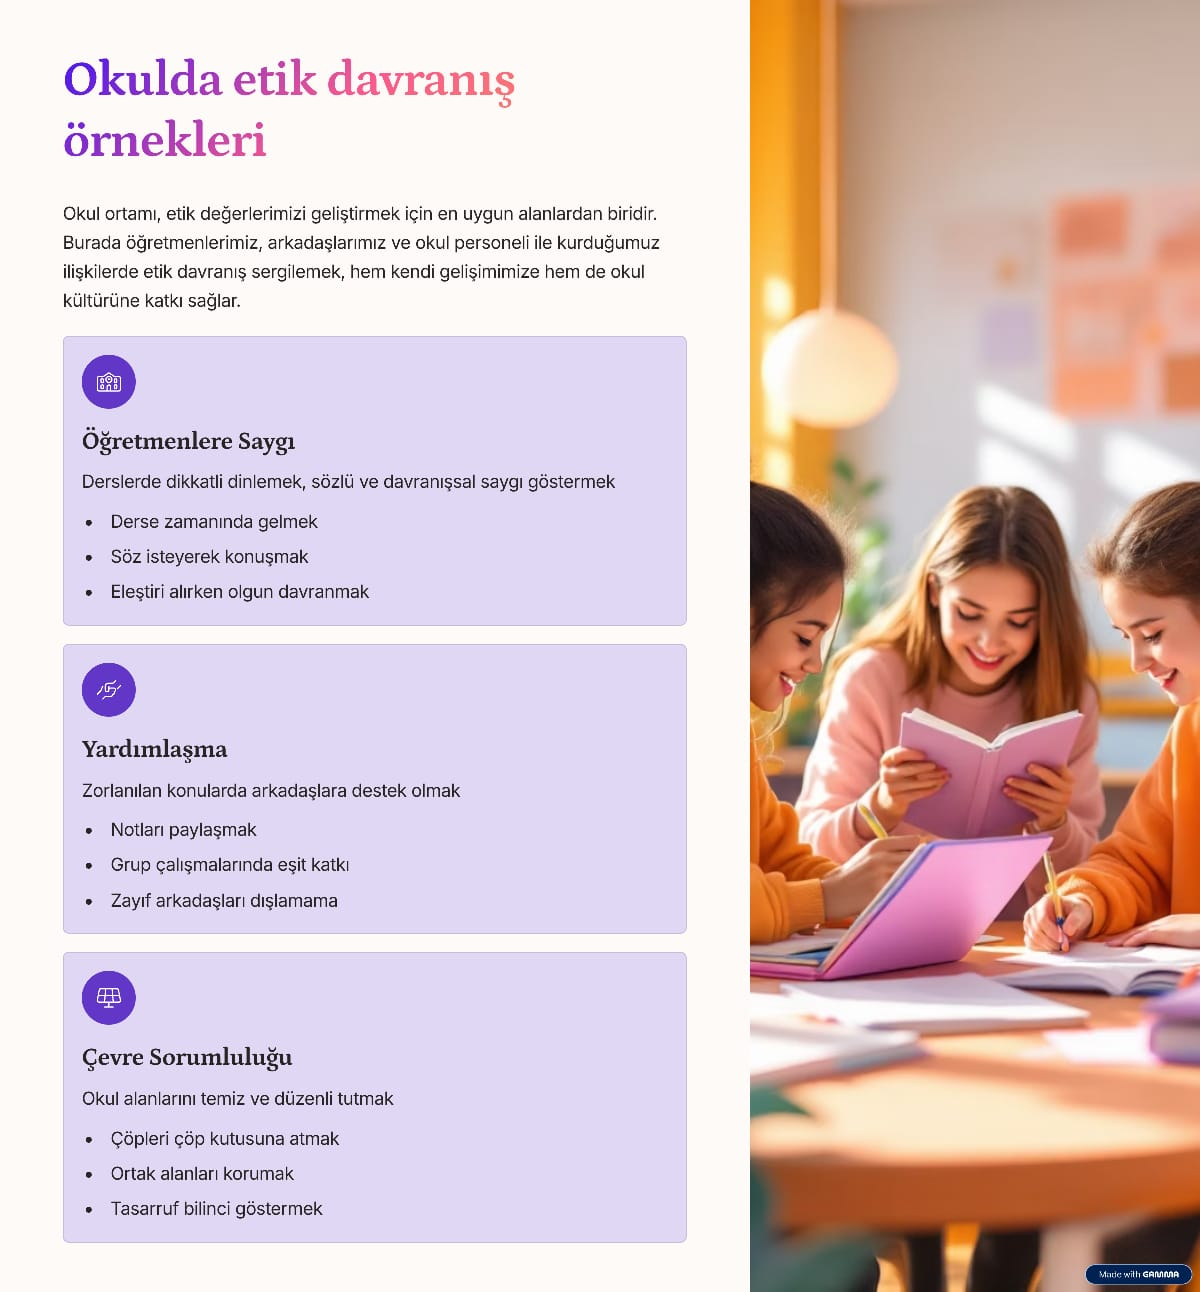 Okulda etik davranış
örnekleri
Okul ortamı, etik değerlerimizi geliştirmek için en uygun alanlardan biridir.
Burada öğretmenlerimiz, arkadaşlarımız ve okul personeli ile kurduğumuz
ilişkilerde etik davranış sergilemek, hem kendi gelişimimize hem de okul
kültürüne katkı sağlar.
Öğretmenlere Saygı
Derslerde dikkatli dinlemek, sözlü ve davranışsal saygı göstermek
• Derse zamanında gelmek
• Söz isteyerek konuşmak
• Eleştiri alırken olgun davranmak
Yardımlaşma
Zorlanılan konularda arkadaşlara destek olmak
• Notları paylaşmak
• Grup çalışmalarında eşit katkı
• Zayıf arkadaşları dışlamama
Çevre Sorumluluğu
Okul alanlarını temiz ve düzenli tutmak
• Çöpleri çöp kutusuna atmak
• Ortak alanları korumak
• Tasarruf bilinci göstermek
Made with GAMMA